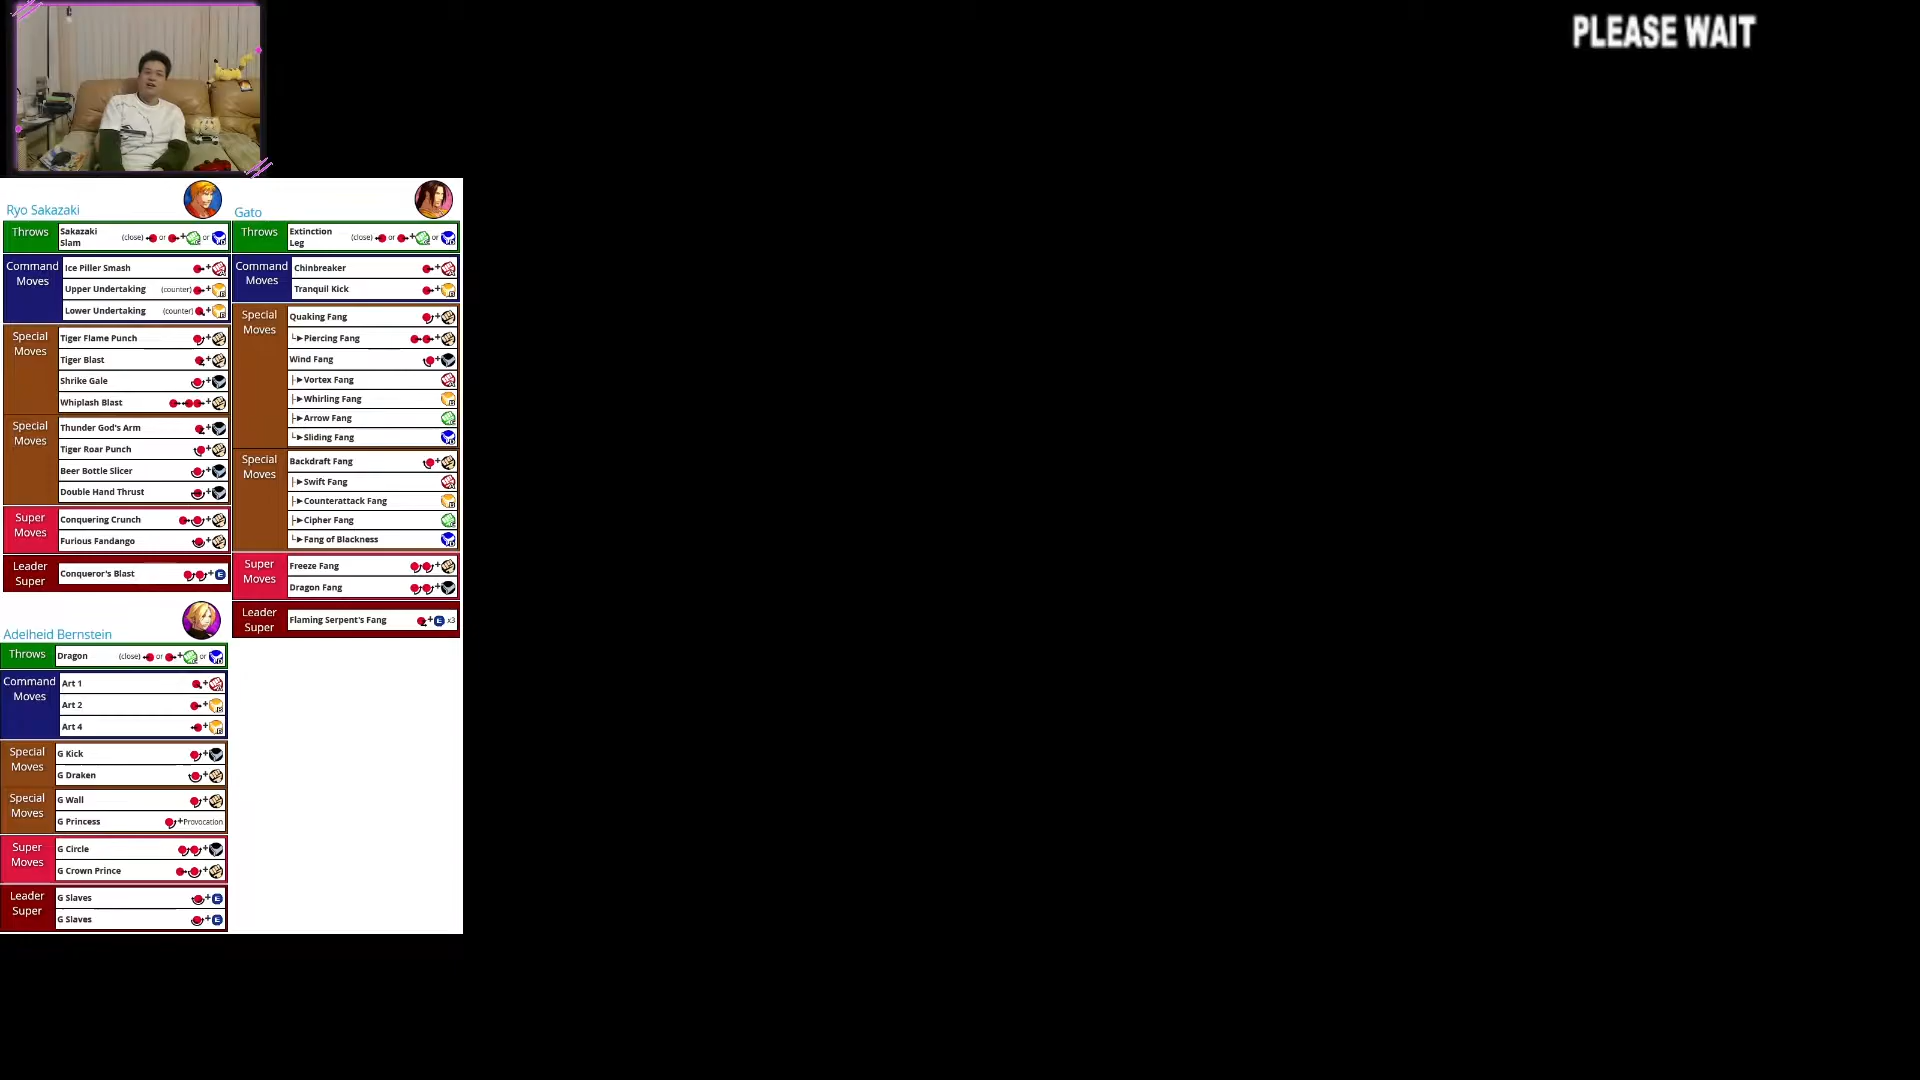 PLEASE WAIT
Ryo Sakazaki
Throws
Sakazaki Slam (close) or + or
Command Moves
Ice Piller Smash +
Upper Undertaking (counter) +
Lower Undertaking (counter) +
Special Moves
Tiger Flame Punch +
Tiger Blast +
Shrike Gale +
Whiplash Blast +
Special Moves
Thunder God's Arm +
Tiger Roar Punch +
Beer Bottle Slicer +
Double Hand Thrust +
Super Moves
Conquering Crunch +
Furious Fandango +
Leader Super
Conqueror's Blast + E
Gato
Throws
Extinction Leg (close) or + or
Command Moves
Chinbreaker +
Tranquil Kick +
Special Moves
Quaking Fang +
Piercing Fang +
Wind Fang +
Vortex Fang
Whirling Fang
Arrow Fang
Sliding Fang
Special Moves
Backdraft Fang +
Swift Fang
Counterattack Fang
Cipher Fang
Fang of Blackness
Super Moves
Freeze Fang +
Dragon Fang +
Leader Super
Flaming Serpent's Fang + E x3
Adelheid Bernstein
Throws
Dragon (close) or + or
Command Moves
Art 1 +
Art 2 +
Art 4 +
Special Moves
G Kick +
G Draken +
Special Moves
G Wall +
G Princess +Provocation
Super Moves
G Circle +
G Crown Prince +
Leader Super
G Slaves + E
G Slaves + E